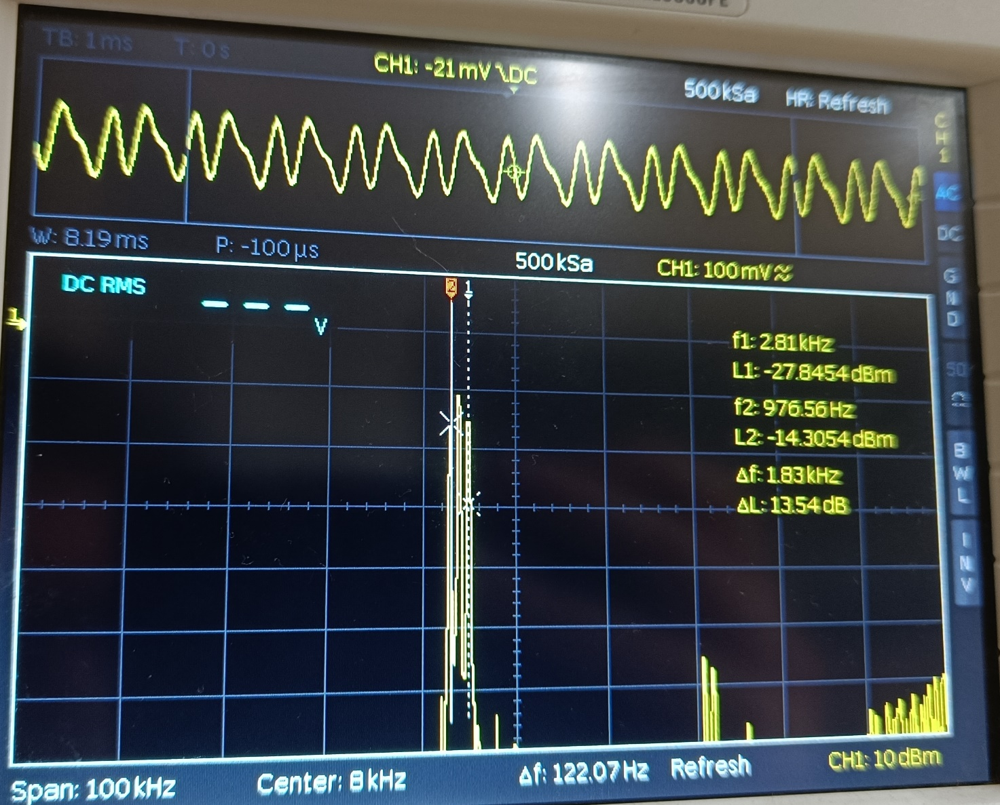 TB: 1 ms T: 0 s
CH1: -21 mV DC
500 kSa HR: Refresh
CH1
AC
DC
GND
50
Ω
BWL
INV
W: 8.19 ms P: -100 µs
500 kSa CH1: 100 mV
DC RMS
--- V
1
1
f1: 2.81 kHz
L1: -27.8454 dBm
f2: 976.56 Hz
L2: -14.3054 dBm
Δf: 1.83 kHz
ΔL: 13.54 dB
Span: 100 kHz Center: 8 kHz Δf: 122.07 Hz Refresh CH1: 10 dBm